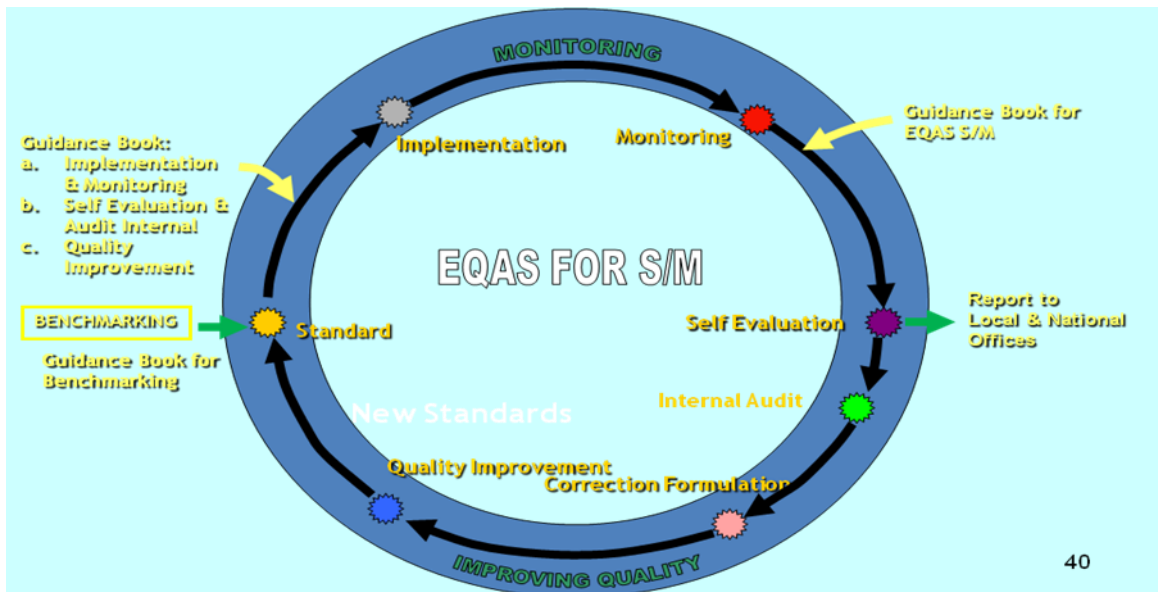 MONITORING
Guidance Book for
EQAS S/M
Monitoring
Implementation
Guidance Book:
a. Implementation
& Monitoring
b. Self Evaluation &
Audit Internal
c. Quality
Improvement
EQAS FOR S/M
BENCHMARKING
Standard
Self Evaluation
Report to
Local & National
Offices
Guidance Book for
Benchmarking
Internal Audit
New Standards
Quality Improvement
Correction Formulation
IMPROVING QUALITY
40